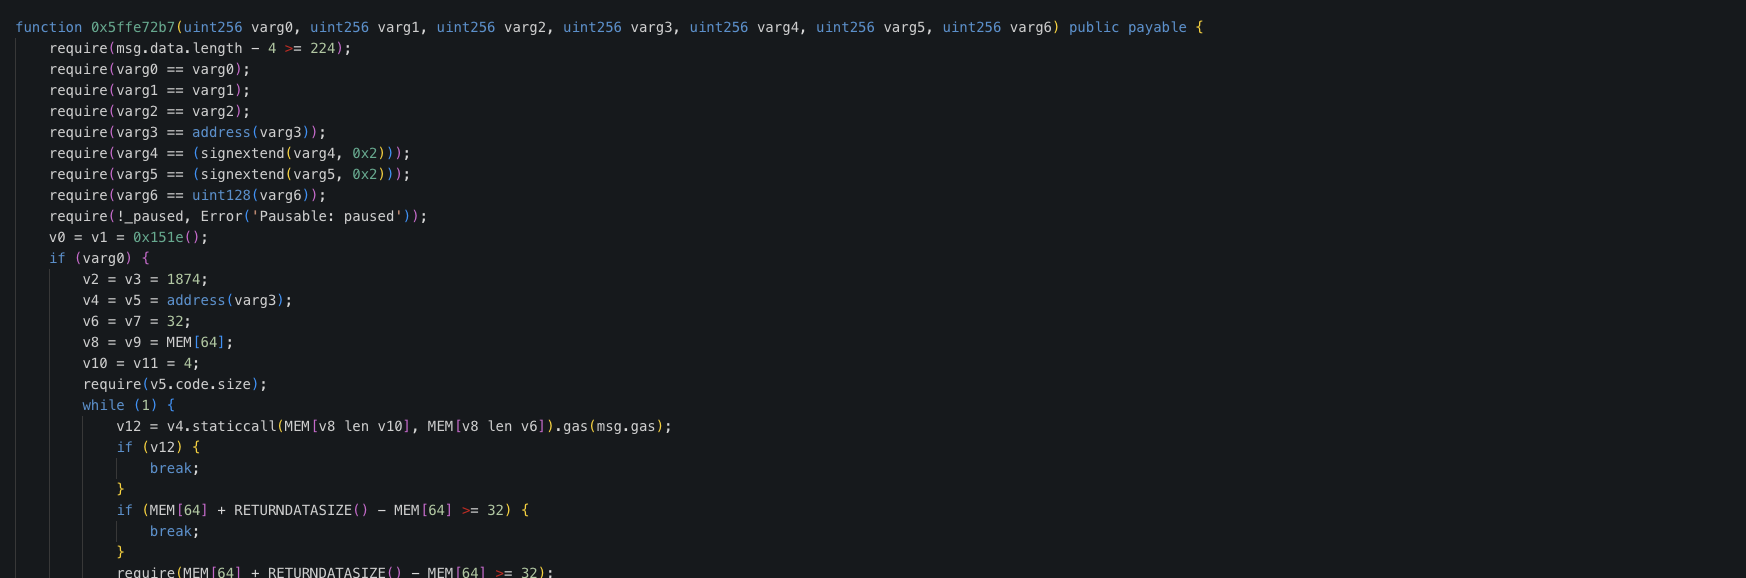 function 0x5ffe72b7(uint256 varg0, uint256 varg1, uint256 varg2, uint256 varg3, uint256 varg4, uint256 varg5, uint256 varg6) public payable {
    require(msg.data.length - 4 >= 224);
    require(varg0 == varg0);
    require(varg1 == varg1);
    require(varg2 == varg2);
    require(varg3 == address(varg3));
    require(varg4 == (signextend(varg4, 0x2)));
    require(varg5 == (signextend(varg5, 0x2)));
    require(varg6 == uint128(varg6));
    require(!_paused, Error('Pausable: paused'));
    v0 = v1 = 0x151e();
    if (varg0) {
        v2 = v3 = 1874;
        v4 = v5 = address(varg3);
        v6 = v7 = 32;
        v8 = v9 = MEM[64];
        v10 = v11 = 4;
        require(v5.code.size);
        while (1) {
            v12 = v4.staticcall(MEM[v8 len v10], MEM[v8 len v6]).gas(msg.gas);
            if (v12) {
                break;
            }
            if (MEM[64] + RETURNDATASIZE() - MEM[64] >= 32) {
                break;
            }
            require(MEM[64] + RETURNDATASIZE() - MEM[64] >= 32);